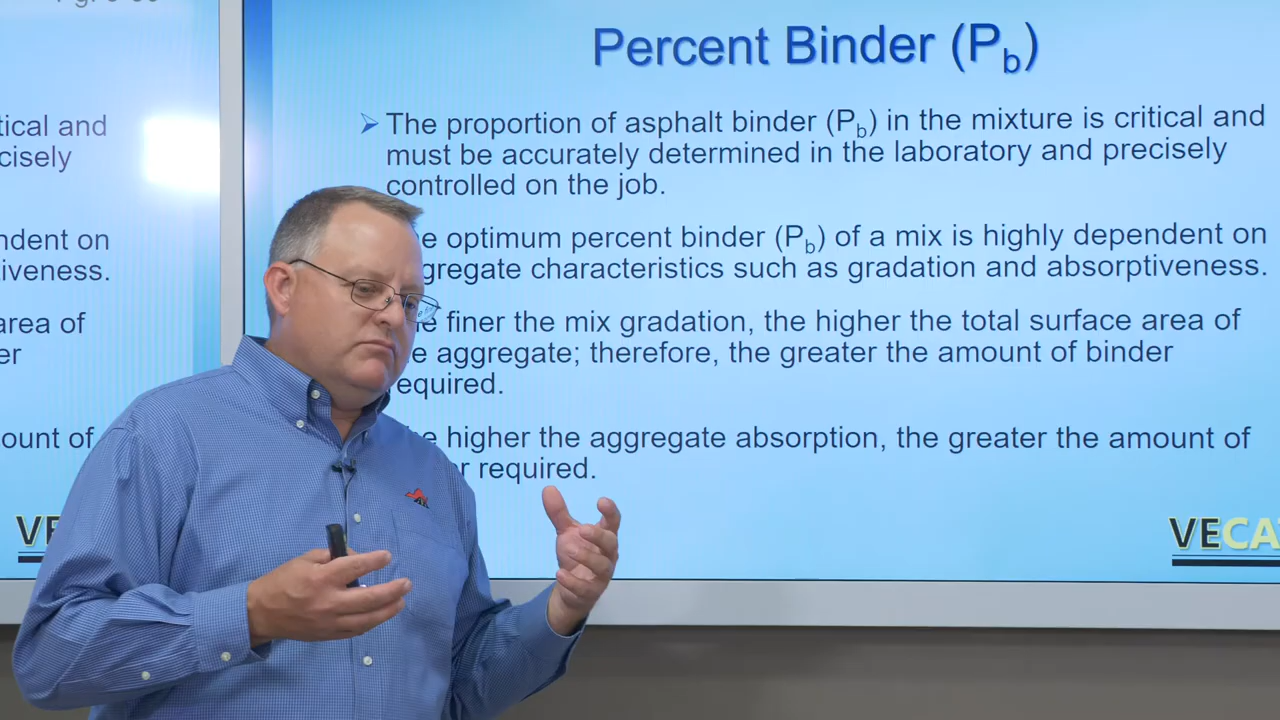 tical and
cisely
ndent on
tiveness.
area of
er
ount of
VE
Percent Binder (Pb)
The proportion of asphalt binder (Pb) in the mixture is critical and
must be accurately determined in the laboratory and precisely
controlled on the job.
e optimum percent binder (Pb) of a mix is highly dependent on
gregate characteristics such as gradation and absorptiveness.
e finer the mix gradation, the higher the total surface area of
e aggregate; therefore, the greater the amount of binder
required.
e higher the aggregate absorption, the greater the amount of
r required.
VECA